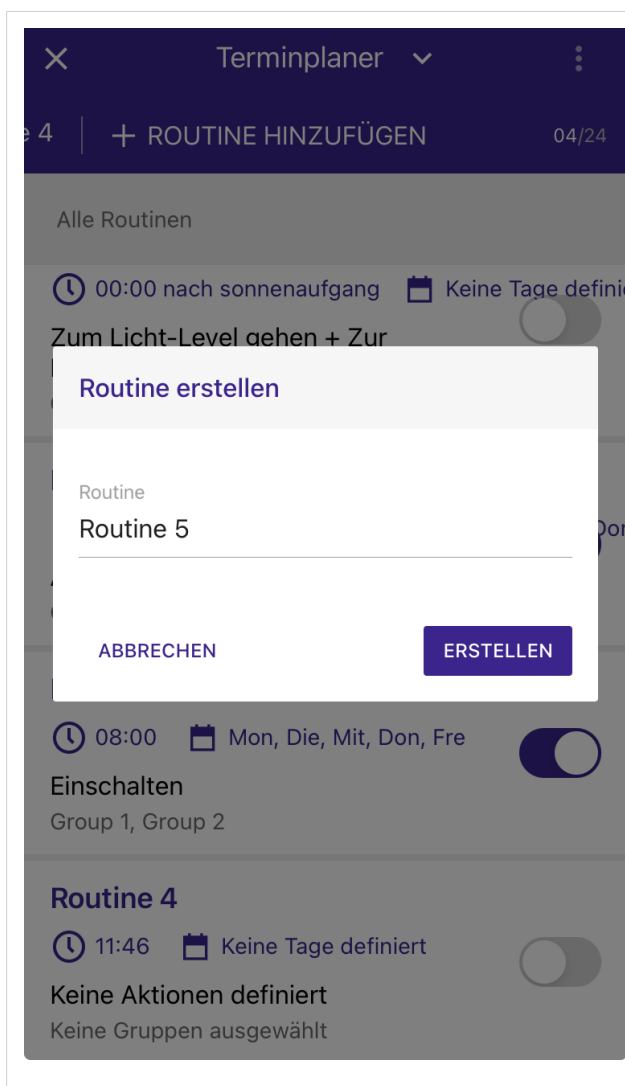 Terminplaner
4
+ ROUTINE HINZUFÜGEN
04/24
Alle Routinen
00:00 nach sonnenaufgang Keine Tage
Zum Licht-Level gehen + Zur
Routine erstellen
Routine
Routine 5
ABBRECHEN
ERSTELLEN
08:00 Mon, Die, Mit, Don, Fre
Einschalten
Group 1, Group 2
Routine 4
11:46 Keine Tage definiert
Keine Aktionen definiert
Keine Gruppen ausgewählt